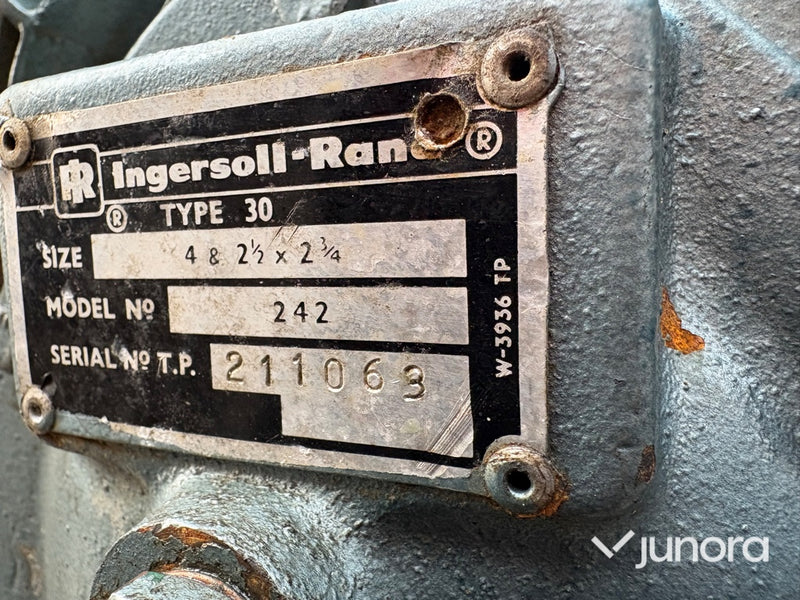 IR Ingersoll-Rand ®
® TYPE 30
SIZE 4 & 2½ x 2¾
MODEL Nº 242
SERIAL Nº T.P. 211063
W-3936 TP
junora